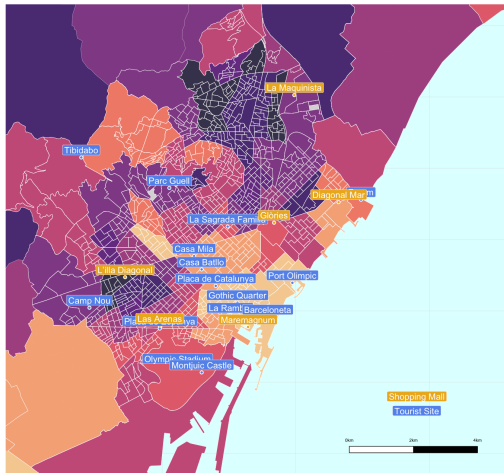 La Maquinista
Tibidabo
Parc Guell
Diagonal Mar
Glòries
La Sagrada Familia
Casa Mila
Casa Batllo
L'illa Diagonal
Placa de Catalunya
Port Olimpic
Gothic Quarter
Camp Nou
La Ramb
Barceloneta
Las Arenas
Maremagnum
Olympic Stadium
Montjuic Castle
Shopping Mall
Tourist Site
0km 2km 4km